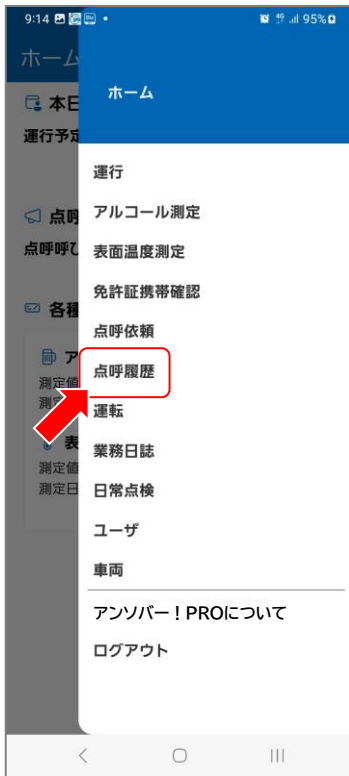 9:14
95%
ホーム
ホーム
本日
運行予定
運行
アルコール測定
点呼
点呼呼び
表面温度測定
免許証携帯確認
各種
点呼依頼
ア
点呼履歴
測定値
測定
運転
表
業務日誌
測定値
測定日
日常点検
ユーザ
車両
アンソバー！PROについて
ログアウト